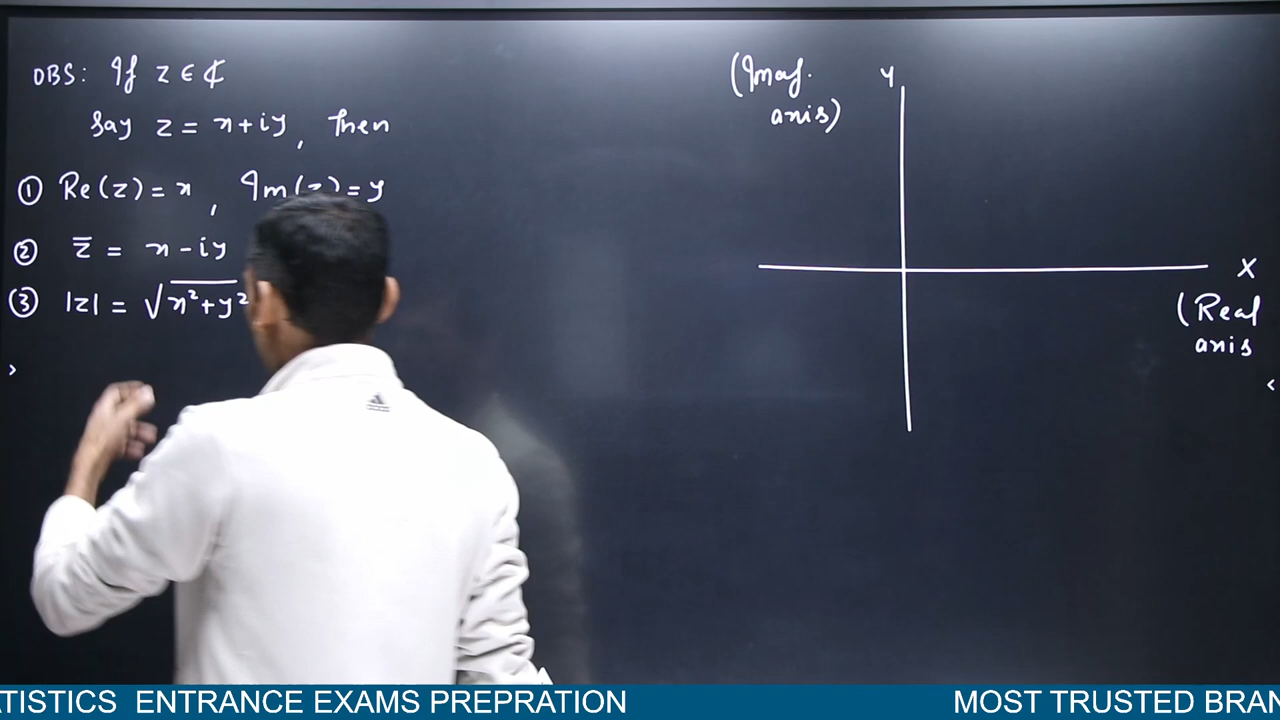 OBS: If z ∈ ℂ
Say z = x+iy, Then
① Re(z) = x, Im(z) = y
② z̅ = x-iy
③ |z| = √x²+y²
(Imag. axis)
Y
X
(Real axis
TISTICS ENTRANCE EXAMS PREPRATION
MOST TRUSTED BRAN